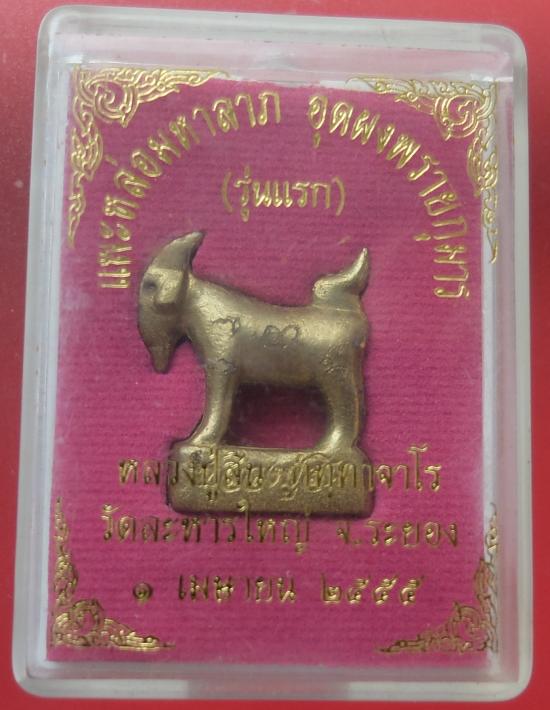 แพะหล่อมหาลาภ อุดผงพรายกุมาร
(รุ่นแรก)
หลวงปู่
วัดละหารใหญ่ จ.ระยอง
๑ เมษายน ๒๕๕๕